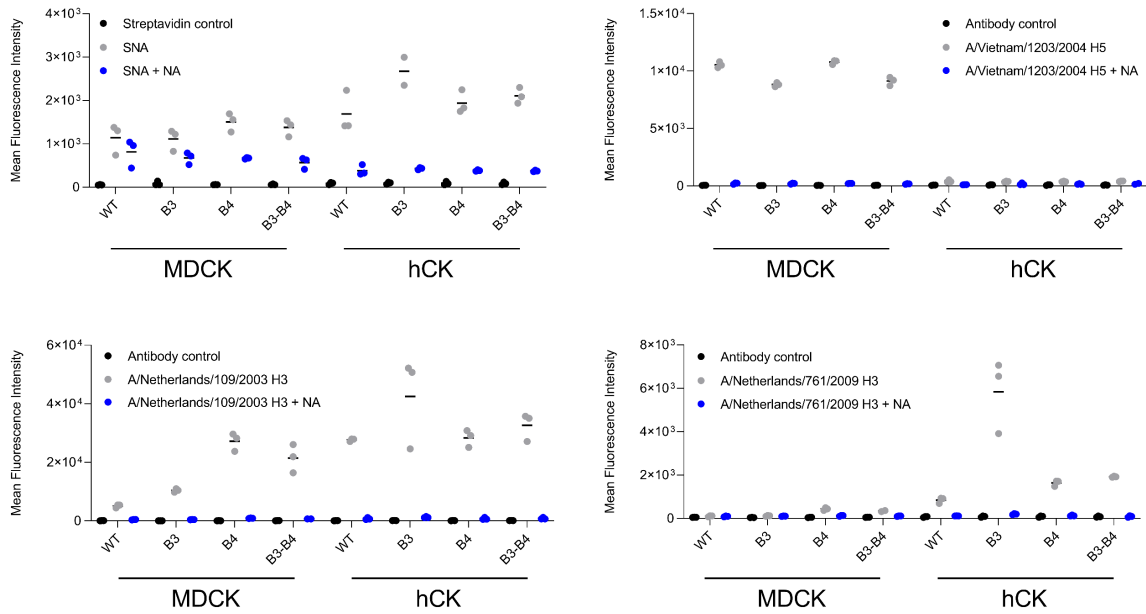 4×10³
3×10³
2×10³
1×10³
0
Mean Fluorescence Intensity
Streptavidin control
SNA
SNA + NA
WT B3 B4 B3-B4 WT B3 B4 B3-B4
MDCK hCK
1.5×10⁴
1×10⁴
5×10³
0
Mean Fluorescence Intensity
Antibody control
A/Vietnam/1203/2004 H5
A/Vietnam/1203/2004 H5 + NA
WT B3 B4 B3-B4 WT B3 B4 B3-B4
MDCK hCK
6×10⁴
4×10⁴
2×10⁴
0
Mean Fluorescence Intensity
Antibody control
A/Netherlands/109/2003 H3
A/Netherlands/109/2003 H3 + NA
WT B3 B4 B3-B4 WT B3 B4 B3-B4
MDCK hCK
8×10³
6×10³
4×10³
2×10³
0
Mean Fluorescence Intensity
Antibody control
A/Netherlands/761/2009 H3
A/Netherlands/761/2009 H3 + NA
WT B3 B4 B3-B4 WT B3 B4 B3-B4
MDCK hCK